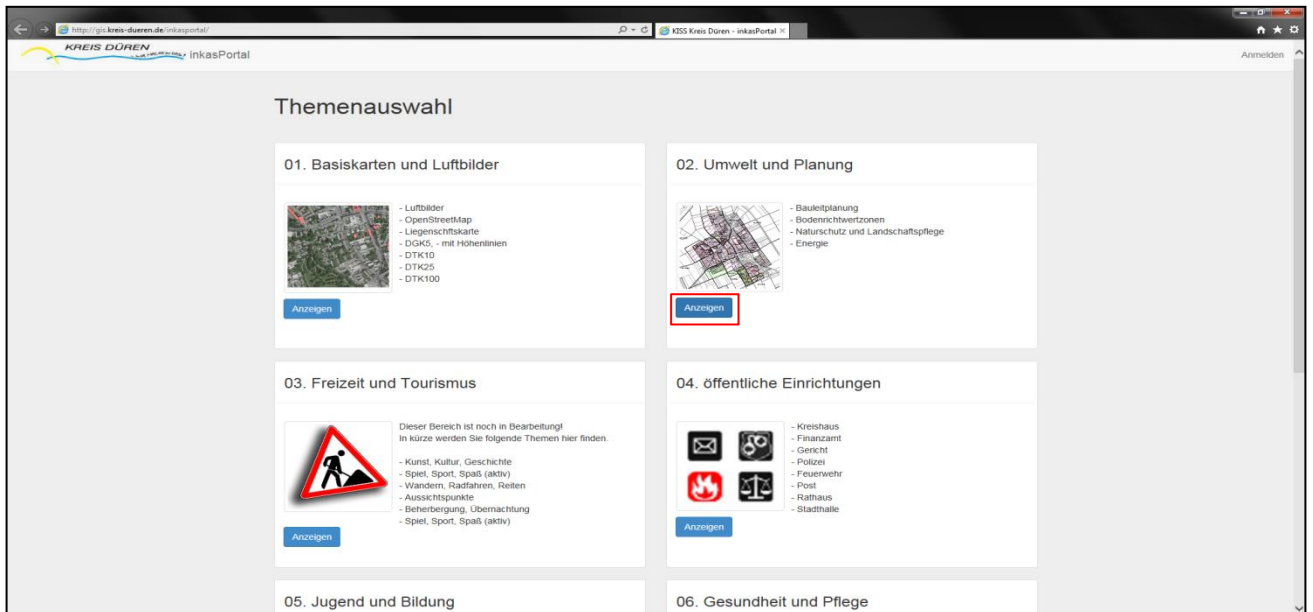 http://gis.kreis-dueren.de/inkasportal/
KISS Kreis Düren - inkasPortal
KREIS DÜREN
inkasPortal
Anmelden
Themenauswahl
01. Basiskarten und Luftbilder
- Luftbilder
- OpenStreetMap
- Liegenschftskarte
- DGK5, - mit Höhenlinien
- DTK10
- DTK25
- DTK100
Anzeigen
02. Umwelt und Planung
- Bauleitplanung
- Bodenrichtwertzonen
- Naturschutz und Landschaftspflege
- Energie
Anzeigen
03. Freizeit und Tourismus
Dieser Bereich ist noch in Bearbeitung!
In kürze werden Sie folgende Themen hier finden.
- Kunst, Kultur, Geschichte
- Spiel, Sport, Spaß (aktiv)
- Wandern, Radfahren, Reiten
- Aussichtspunkte
- Beherbergung, Übernachtung
- Spiel, Sport, Spaß (aktiv)
Anzeigen
04. öffentliche Einrichtungen
- Kreishaus
- Finanzamt
- Gericht
- Polizei
- Feuerwehr
- Post
- Rathaus
- Stadthalle
Anzeigen
05. Jugend und Bildung
06. Gesundheit und Pflege